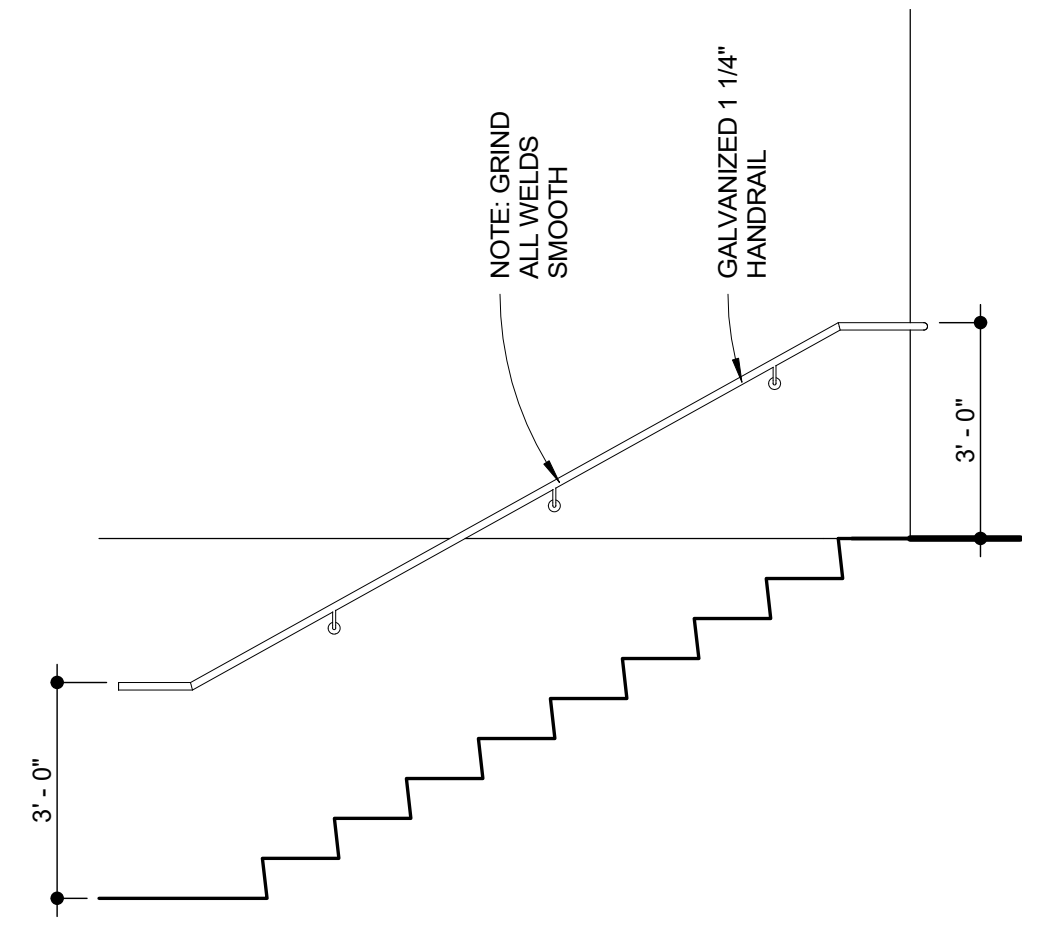 NOTE: GRIND
ALL WELDS
SMOOTH
GALVANIZED 1 1/4"
HANDRAIL
3' - 0"
3' - 0"